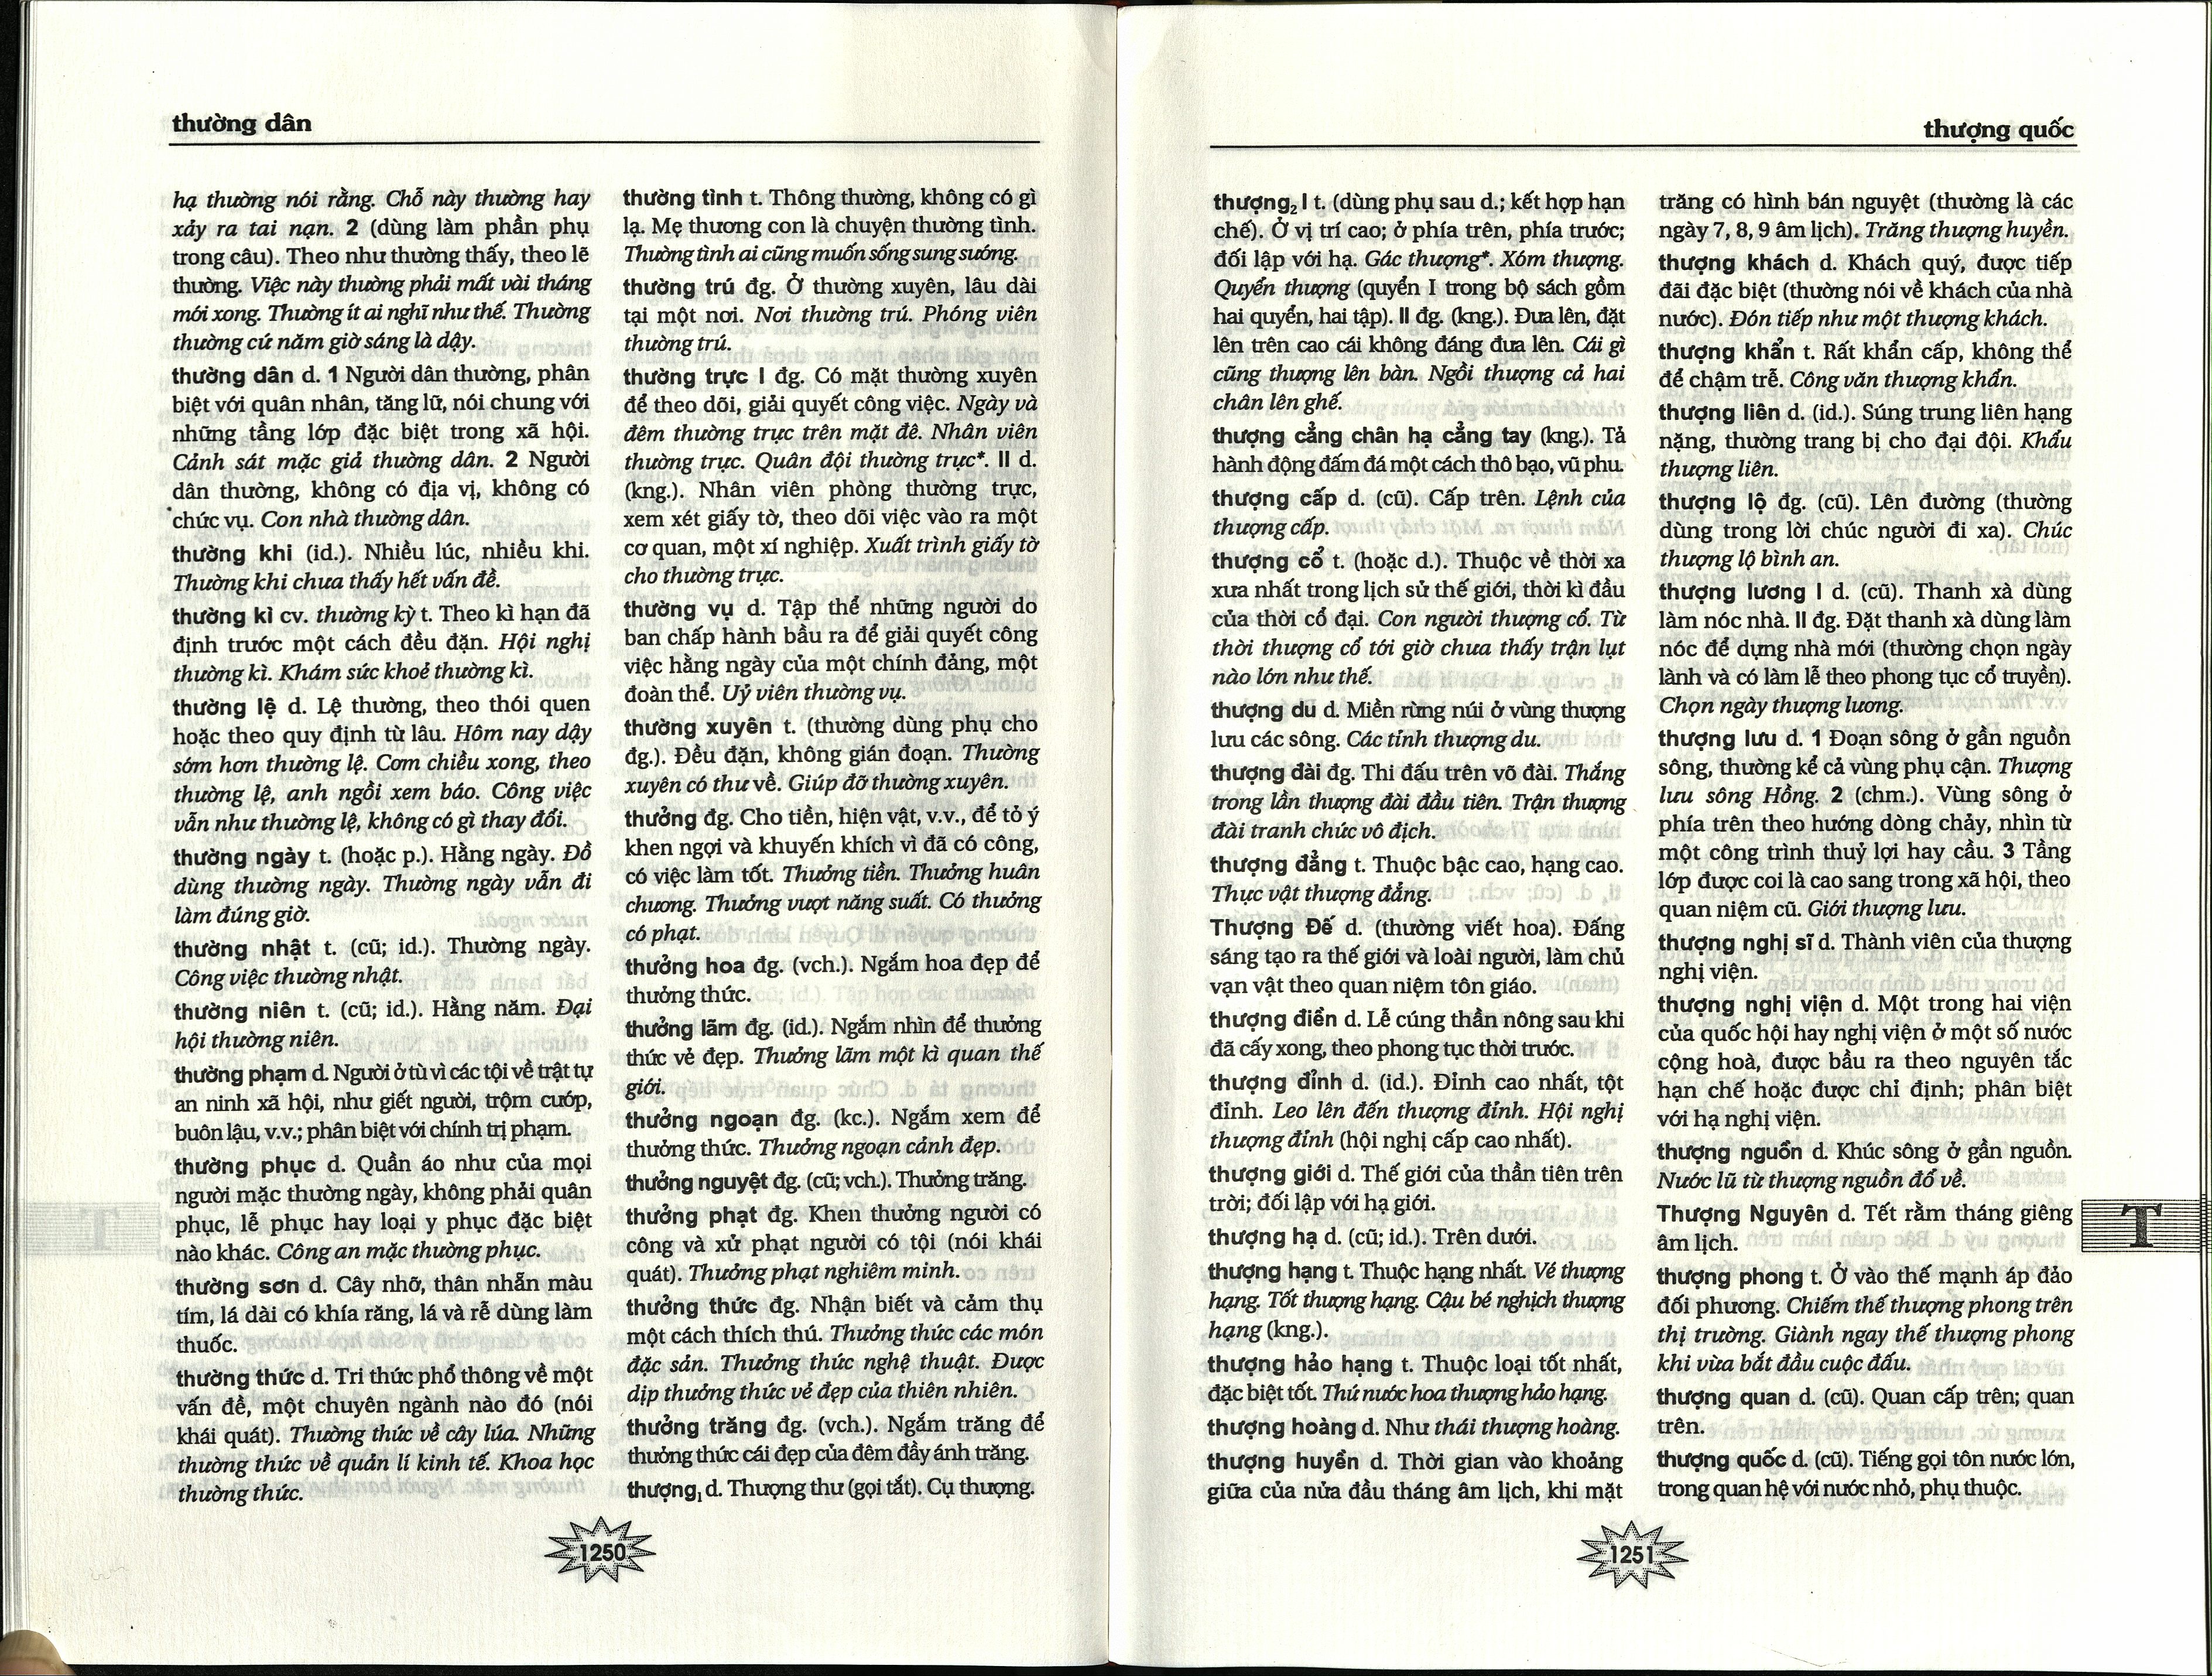 thường dân
hạ thường nói rằng. Chỗ này thường hay
xảy ra tai nạn. 2 (dùng làm phần phụ
trong câu). Theo như thường thấy, theo lẽ
thường. Việc này thường phải mất vài tháng
mới xong. Thường ít ai nghĩ như thế. Thường
thường cứ năm giờ sáng là dậy.
thường dân d. 1 Người dân thường, phân
biệt với quân nhân, tăng lữ, nói chung với
những tầng lớp đặc biệt trong xã hội.
Cảnh sát mặc giả thường dân. 2 Người
dân thường, không có địa vị, không có
chức vụ. Con nhà thường dân.
thường khi (id.). Nhiều lúc, nhiều khi.
Thường khi chưa thấy hết vấn đề.
thường kì cv. thường kỳ t. Theo kì hạn đã
định trước một cách đều đặn. Hội nghị
thường kì. Khám sức khoẻ thường kì.
thường lệ d. Lệ thường, theo thói quen
hoặc theo quy định từ lâu. Hôm nay dậy
sớm hơn thường lệ. Cơm chiều xong, theo
thường lệ, anh ngồi xem báo. Công việc
vẫn như thường lệ, không có gì thay đổi.
thường ngày t. (hoặc p.). Hằng ngày. Đồ
dùng thường ngày. Thường ngày vẫn đi
làm đúng giờ.
thường nhật t. (cũ; id.). Thường ngày.
Công việc thường nhật.
thường niên t. (cũ; id.). Hằng năm. Đại
hội thường niên.
thường phạm d. Người ở tù vì các tội về trật tự
an ninh xã hội, như giết người, trộm cướp,
buôn lậu, v.v.; phân biệt với chính trị phạm.
thường phục d. Quần áo như của mọi
người mặc thường ngày, không phải quân
phục, lễ phục hay loại y phục đặc biệt
nào khác. Công an mặc thường phục.
thường sơn d. Cây nhỡ, thân nhẵn màu
tím, lá dài có khía răng, lá và rễ dùng làm
thuốc.
thường thức d. Tri thức phổ thông về một
vấn đề, một chuyên ngành nào đó (nói
khái quát). Thường thức về cây lúa. Những
thường thức về quản lí kinh tế. Khoa học
thường thức.
thường tình t. Thông thường, không có gì
lạ. Mẹ thương con là chuyện thường tình.
Thường tình ai cũng muốn sống sung sướng.
thường trú đg. Ở thường xuyên, lâu dài
tại một nơi. Nơi thường trú. Phóng viên
thường trú.
thường trực I đg. Có mặt thường xuyên
để theo dõi, giải quyết công việc. Ngày và
đêm thường trực trên mặt đê. Nhân viên
thường trực. Quân đội thường trực*. II d.
(kng.). Nhân viên phòng thường trực,
xem xét giấy tờ, theo dõi việc vào ra một
cơ quan, một xí nghiệp. Xuất trình giấy tờ
cho thường trực.
thường vụ d. Tập thể những người do
ban chấp hành bầu ra để giải quyết công
việc hằng ngày của một chính đảng, một
đoàn thể. Uỷ viên thường vụ.
thường xuyên t. (thường dùng phụ cho
đg.). Đều đặn, không gián đoạn. Thường
xuyên có thư về. Giúp đỡ thường xuyên.
thưởng đg. Cho tiền, hiện vật, v.v., để tỏ ý
khen ngợi và khuyến khích vì đã có công,
có việc làm tốt. Thưởng tiền. Thưởng huân
chương. Thưởng vượt năng suất. Có thưởng
có phạt.
thưởng hoa đg. (vch.). Ngắm hoa đẹp để
thưởng thức.
thưởng lãm đg. (id.). Ngắm nhìn để thưởng
thức vẻ đẹp. Thưởng lãm một kì quan thế
giới.
thưởng ngoạn đg. (kc.). Ngắm xem để
thưởng thức. Thưởng ngoạn cảnh đẹp.
thưởng nguyệt đg. (cũ; vch.). Thưởng trăng.
thưởng phạt đg. Khen thưởng người có
công và xử phạt người có tội (nói khái
quát). Thưởng phạt nghiêm minh.
thưởng thức đg. Nhận biết và cảm thụ
một cách thích thú. Thưởng thức các món
đặc sản. Thưởng thức nghệ thuật. Được
dịp thưởng thức vẻ đẹp của thiên nhiên.
thưởng trăng đg. (vch.). Ngắm trăng để
thưởng thức cái đẹp của đêm đầy ánh trăng.
thượng₁ d. Thượng thư (gọi tắt). Cụ thượng.
1250
thượng quốc
thượng₂ I t. (dùng phụ sau d.; kết hợp hạn
chế). Ở vị trí cao; ở phía trên, phía trước;
đối lập với hạ. Gác thượng*. Xóm thượng.
Quyển thượng (quyển I trong bộ sách gồm
hai quyển, hai tập). II đg. (kng.). Đưa lên, đặt
lên trên cao cái không đáng đưa lên. Cái gì
cũng thượng lên bàn. Ngồi thượng cả hai
chân lên ghế.
thượng cẳng chân hạ cẳng tay (kng.). Tả
hành động đấm đá một cách thô bạo, vũ phu.
thượng cấp d. (cũ). Cấp trên. Lệnh của
thượng cấp.
thượng cổ t. (hoặc d.). Thuộc về thời xa
xưa nhất trong lịch sử thế giới, thời kì đầu
của thời cổ đại. Con người thượng cổ. Từ
thời thượng cổ tới giờ chưa thấy trận lụt
nào lớn như thế.
thượng du d. Miền rừng núi ở vùng thượng
lưu các sông. Các tỉnh thượng du.
thượng đài đg. Thi đấu trên võ đài. Thắng
trong lần thượng đài đầu tiên. Trận thượng
đài tranh chức vô địch.
thượng đẳng t. Thuộc bậc cao, hạng cao.
Thực vật thượng đẳng.
Thượng Đế d. (thường viết hoa). Đấng
sáng tạo ra thế giới và loài người, làm chủ
vạn vật theo quan niệm tôn giáo.
thượng điền d. Lễ cúng thần nông sau khi
đã cấy xong, theo phong tục thời trước.
thượng đỉnh d. (id.). Đỉnh cao nhất, tột
đỉnh. Leo lên đến thượng đỉnh. Hội nghị
thượng đỉnh (hội nghị cấp cao nhất).
thượng giới d. Thế giới của thần tiên trên
trời; đối lập với hạ giới.
thượng hạ d. (cũ; id.). Trên dưới.
thượng hạng t. Thuộc hạng nhất. Vé thượng
hạng. Tốt thượng hạng. Cậu bé nghịch thượng
hạng (kng.).
thượng hảo hạng t. Thuộc loại tốt nhất,
đặc biệt tốt. Thứ nước hoa thượng hảo hạng.
thượng hoàng d. Như thái thượng hoàng.
thượng huyền d. Thời gian vào khoảng
giữa của nửa đầu tháng âm lịch, khi mặt
trăng có hình bán nguyệt (thường là các
ngày 7, 8, 9 âm lịch). Trăng thượng huyền.
thượng khách d. Khách quý, được tiếp
đãi đặc biệt (thường nói về khách của nhà
nước). Đón tiếp như một thượng khách.
thượng khẩn t. Rất khẩn cấp, không thể
để chậm trễ. Công văn thượng khẩn.
thượng liên d. (id.). Súng trung liên hạng
nặng, thường trang bị cho đại đội. Khẩu
thượng liên.
thượng lộ đg. (cũ). Lên đường (thường
dùng trong lời chúc người đi xa). Chúc
thượng lộ bình an.
thượng lương I d. (cũ). Thanh xà dùng
làm nóc nhà. II đg. Đặt thanh xà dùng làm
nóc để dựng nhà mới (thường chọn ngày
lành và có làm lễ theo phong tục cổ truyền).
Chọn ngày thượng lương.
thượng lưu d. 1 Đoạn sông ở gần nguồn
sông, thường kể cả vùng phụ cận. Thượng
lưu sông Hồng. 2 (chm.). Vùng sông ở
phía trên theo hướng dòng chảy, nhìn từ
một công trình thuỷ lợi hay cầu. 3 Tầng
lớp được coi là cao sang trong xã hội, theo
quan niệm cũ. Giới thượng lưu.
thượng nghị sĩ d. Thành viên của thượng
nghị viện.
thượng nghị viện d. Một trong hai viện
của quốc hội hay nghị viện ở một số nước
cộng hoà, được bầu ra theo nguyên tắc
hạn chế hoặc được chỉ định; phân biệt
với hạ nghị viện.
thượng nguồn d. Khúc sông ở gần nguồn.
Nước lũ từ thượng nguồn đổ về.
Thượng Nguyên d. Tết rằm tháng giêng
âm lịch.
thượng phong t. Ở vào thế mạnh áp đảo
đối phương. Chiếm thế thượng phong trên
thị trường. Giành ngay thế thượng phong
khi vừa bắt đầu cuộc đấu.
thượng quan d. (cũ). Quan cấp trên; quan
trên.
thượng quốc d. (cũ). Tiếng gọi tôn nước lớn,
trong quan hệ với nước nhỏ, phụ thuộc.
T
1251